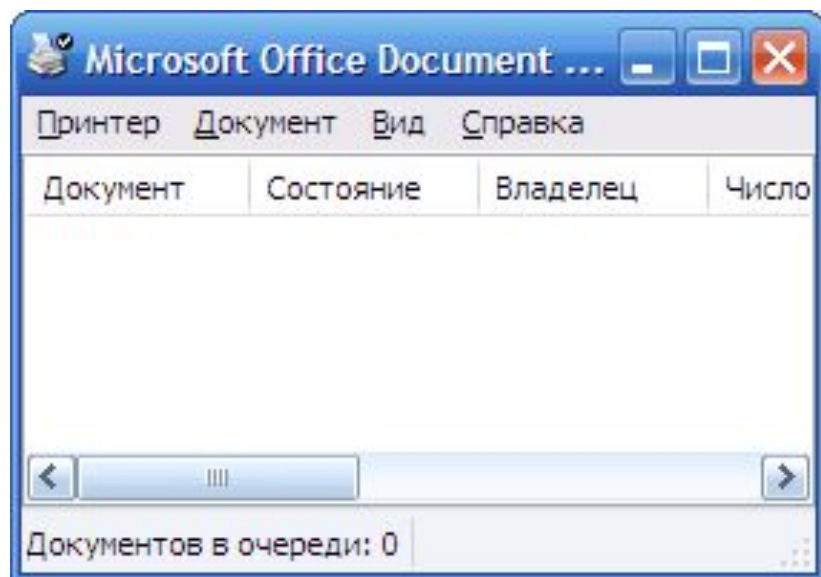 Microsoft Office Document ...
Принтер Документ Вид Справка
Документ Состояние Владелец Число
Документов в очереди: 0